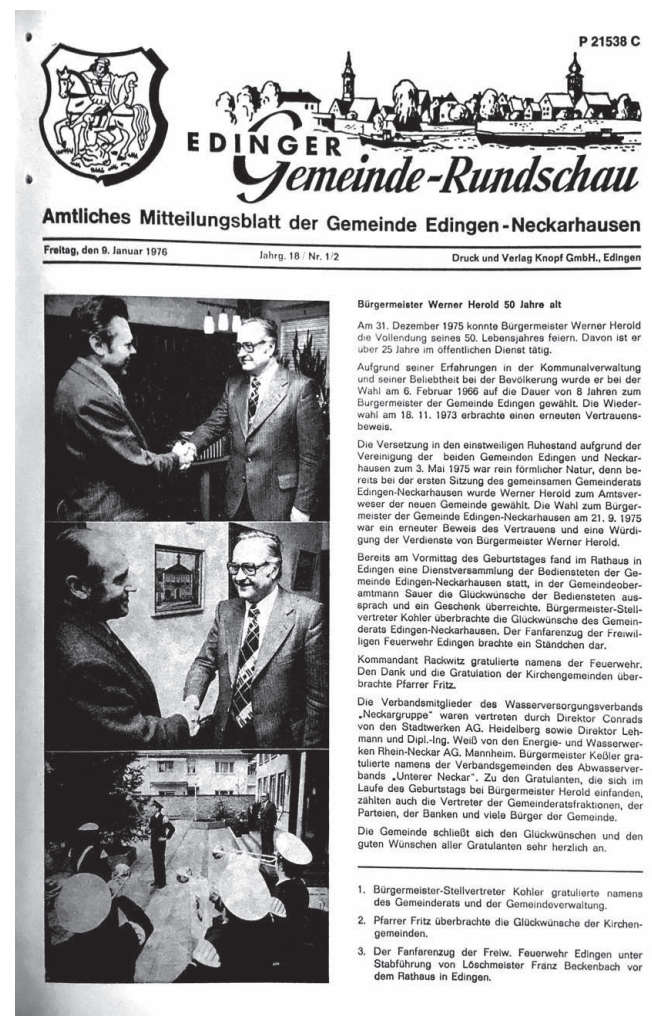 P 21538 C
EDINGER
Gemeinde-Rundschau
Amtliches Mitteilungsblatt der Gemeinde Edingen-Neckarhausen
Freitag, den 9. Januar 1976
Jahrg. 18 / Nr. 1/2
Druck und Verlag Knopf GmbH., Edingen
Bürgermeister Werner Herold 50 Jahre alt
Am 31. Dezember 1975 konnte Bürgermeister Werner Herold
die Vollendung seines 50. Lebensjahres feiern. Davon ist er
über 25 Jahre im öffentlichen Dienst tätig.
Aufgrund seiner Erfahrungen in der Kommunalverwaltung
und seiner Beliebtheit bei der Bevölkerung wurde er bei der
Wahl am 6. Februar 1966 auf die Dauer von 8 Jahren zum
Bürgermeister der Gemeinde Edingen gewählt. Die Wieder-
wahl am 18. 11. 1973 erbrachte einen erneuten Vertrauens-
beweis.
Die Versetzung in den einstweiligen Ruhestand aufgrund der
Vereinigung der beiden Gemeinden Edingen und Neckar-
hausen zum 3. Mai 1975 war rein förmlicher Natur, denn be-
reits bei der ersten Sitzung des gemeinsamen Gemeinderats
Edingen-Neckarhausen wurde Werner Herold zum Amtsver-
weser der neuen Gemeinde gewählt. Die Wahl zum Bürger-
meister der Gemeinde Edingen-Neckarhausen am 21. 9. 1975
war ein erneuter Beweis des Vertrauens und eine Würdi-
gung der Verdienste von Bürgermeister Werner Herold.
Bereits am Vormittag des Geburtstages fand im Rathaus in
Edingen eine Dienstversammlung der Bediensteten der Ge-
meinde Edingen-Neckarhausen statt, in der Gemeindeober-
amtmann Sauer die Glückwünsche der Bediensteten aus-
sprach und ein Geschenk überreichte. Bürgermeister-Stell-
vertreter Kohler überbrachte die Glückwünsche des Gemein-
derats Edingen-Neckarhausen. Der Fanfarenzug der Freiwil-
ligen Feuerwehr Edingen brachte ein Ständchen dar.
Kommandant Rackwitz gratulierte namens der Feuerwehr.
Den Dank und die Gratulation der Kirchengemeinden über-
brachte Pfarrer Fritz.
Die Verbandsmitglieder des Wasserversorgungsverbands
„Neckargruppe" waren vertreten durch Direktor Conrads
von den Stadtwerken AG. Heidelberg sowie Direktor Leh-
mann und Dipl.-Ing. Weiß von den Energie- und Wasserwer-
ken Rhein-Neckar AG. Mannheim. Bürgermeister Keßler gra-
tulierte namens der Verbandsgemeinden des Abwasserver-
bands „Unterer Neckar". Zu den Gratulanten, die sich im
Laufe des Geburtstags bei Bürgermeister Herold einfanden,
zählten auch die Vertreter der Gemeinderatsfraktionen, der
Parteien, der Banken und viele Bürger der Gemeinde.
Die Gemeinde schließt sich den Glückwünschen und den
guten Wünschen aller Gratulanten sehr herzlich an.
1. Bürgermeister-Stellvertreter Kohler gratulierte namens
des Gemeinderats und der Gemeindeverwaltung.
2. Pfarrer Fritz überbrachte die Glückwünsche der Kirchen-
gemeinden.
3. Der Fanfarenzug der Freiw. Feuerwehr Edingen unter
Stabführung von Löschmeister Franz Beckenbach vor
dem Rathaus in Edingen.